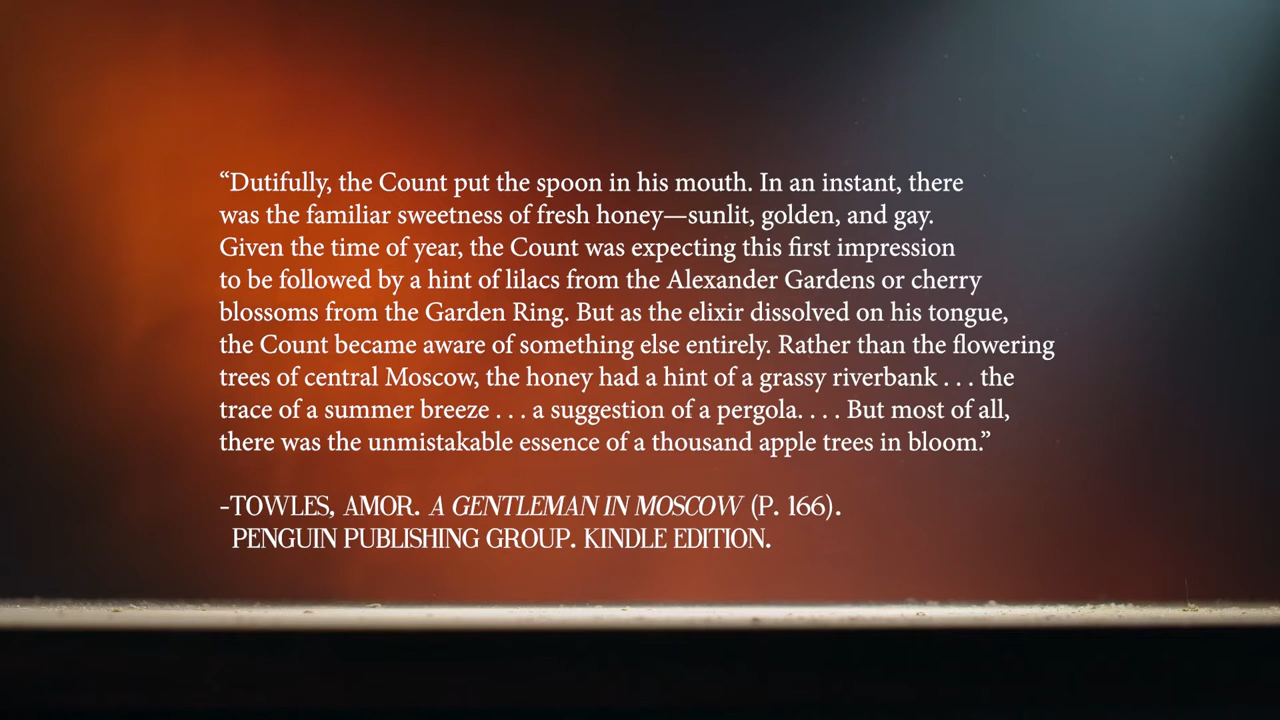 “Dutifully, the Count put the spoon in his mouth. In an instant, there
was the familiar sweetness of fresh honey—sunlit, golden, and gay.
Given the time of year, the Count was expecting this first impression
to be followed by a hint of lilacs from the Alexander Gardens or cherry
blossoms from the Garden Ring. But as the elixir dissolved on his tongue,
the Count became aware of something else entirely. Rather than the flowering
trees of central Moscow, the honey had a hint of a grassy riverbank . . . the
trace of a summer breeze . . . a suggestion of a pergola. . . . But most of all,
there was the unmistakable essence of a thousand apple trees in bloom.”
-TOWLES, AMOR. A GENTLEMAN IN MOSCOW (P. 166).
PENGUIN PUBLISHING GROUP. KINDLE EDITION.